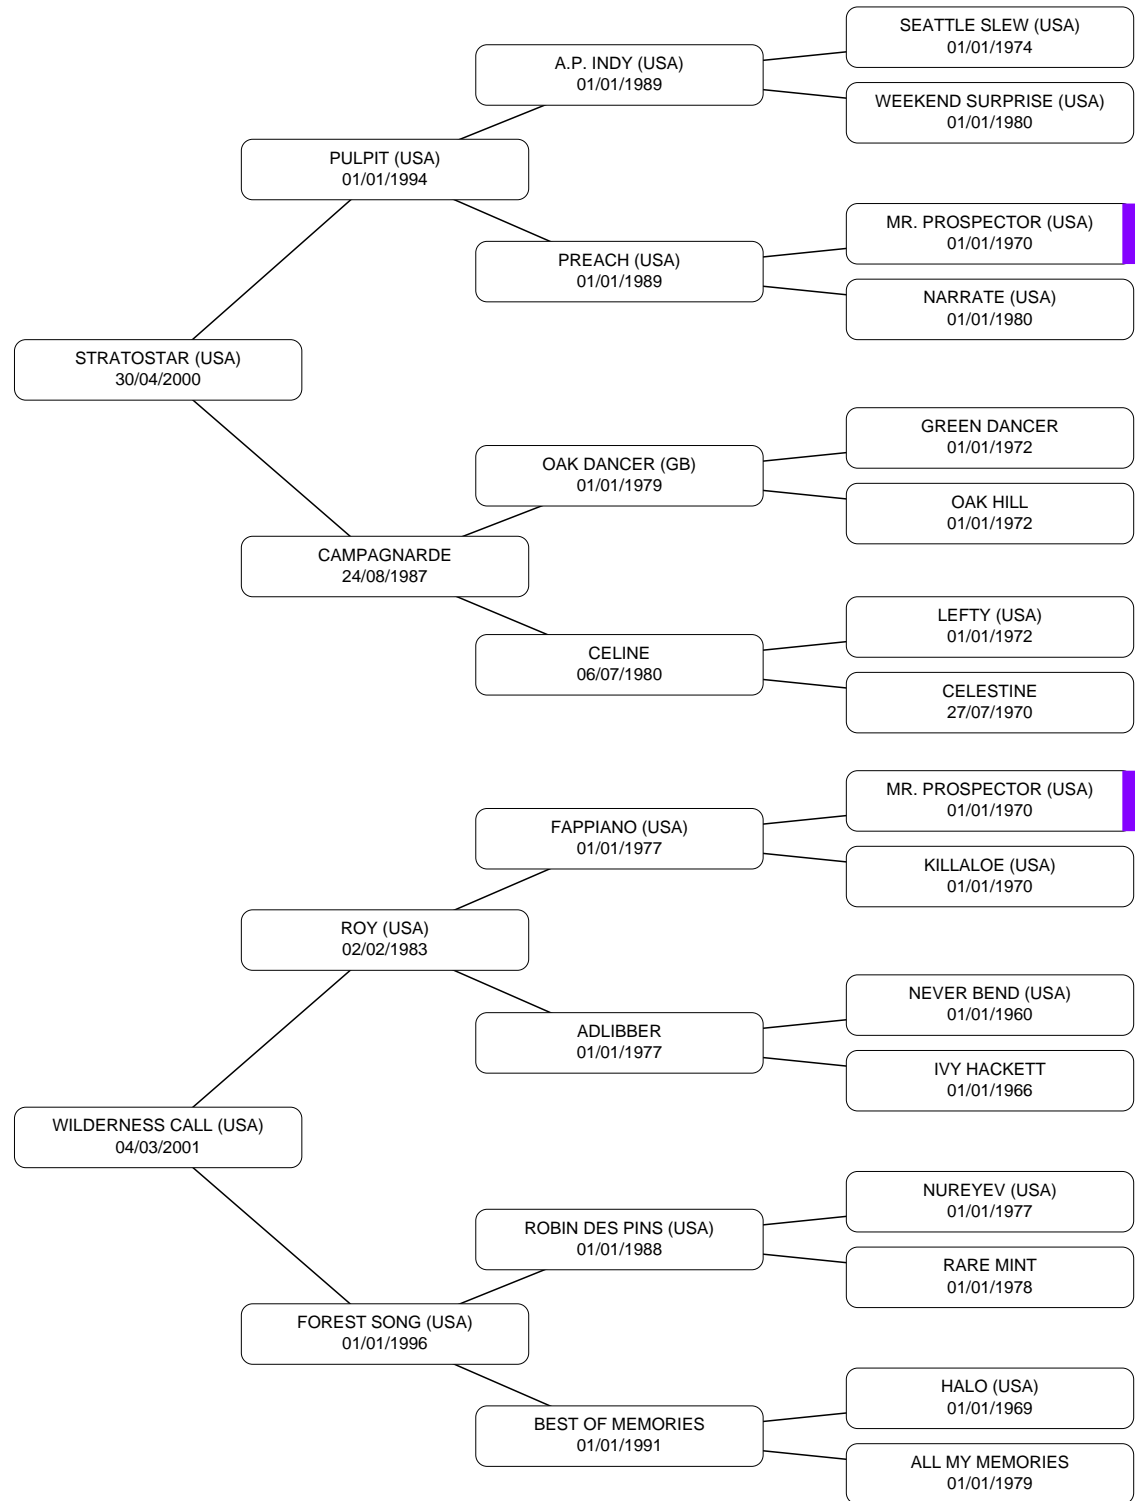 SEATTLE SLEW (USA)
01/01/1974
A.P. INDY (USA)
01/01/1989
WEEKEND SURPRISE (USA)
01/01/1980
PULPIT (USA)
01/01/1994
MR. PROSPECTOR (USA)
01/01/1970
PREACH (USA)
01/01/1989
NARRATE (USA)
01/01/1980
STRATOSTAR (USA)
30/04/2000
GREEN DANCER
01/01/1972
OAK DANCER (GB)
01/01/1979
OAK HILL
01/01/1972
CAMPAGNARDE
24/08/1987
LEFTY (USA)
01/01/1972
CELINE
06/07/1980
CELESTINE
27/07/1970
MR. PROSPECTOR (USA)
01/01/1970
FAPPIANO (USA)
01/01/1977
KILLALOE (USA)
01/01/1970
ROY (USA)
02/02/1983
NEVER BEND (USA)
01/01/1960
ADLIBBER
01/01/1977
IVY HACKETT
01/01/1966
WILDERNESS CALL (USA)
04/03/2001
NUREYEV (USA)
01/01/1977
ROBIN DES PINS (USA)
01/01/1988
RARE MINT
01/01/1978
FOREST SONG (USA)
01/01/1996
HALO (USA)
01/01/1969
BEST OF MEMORIES
01/01/1991
ALL MY MEMORIES
01/01/1979